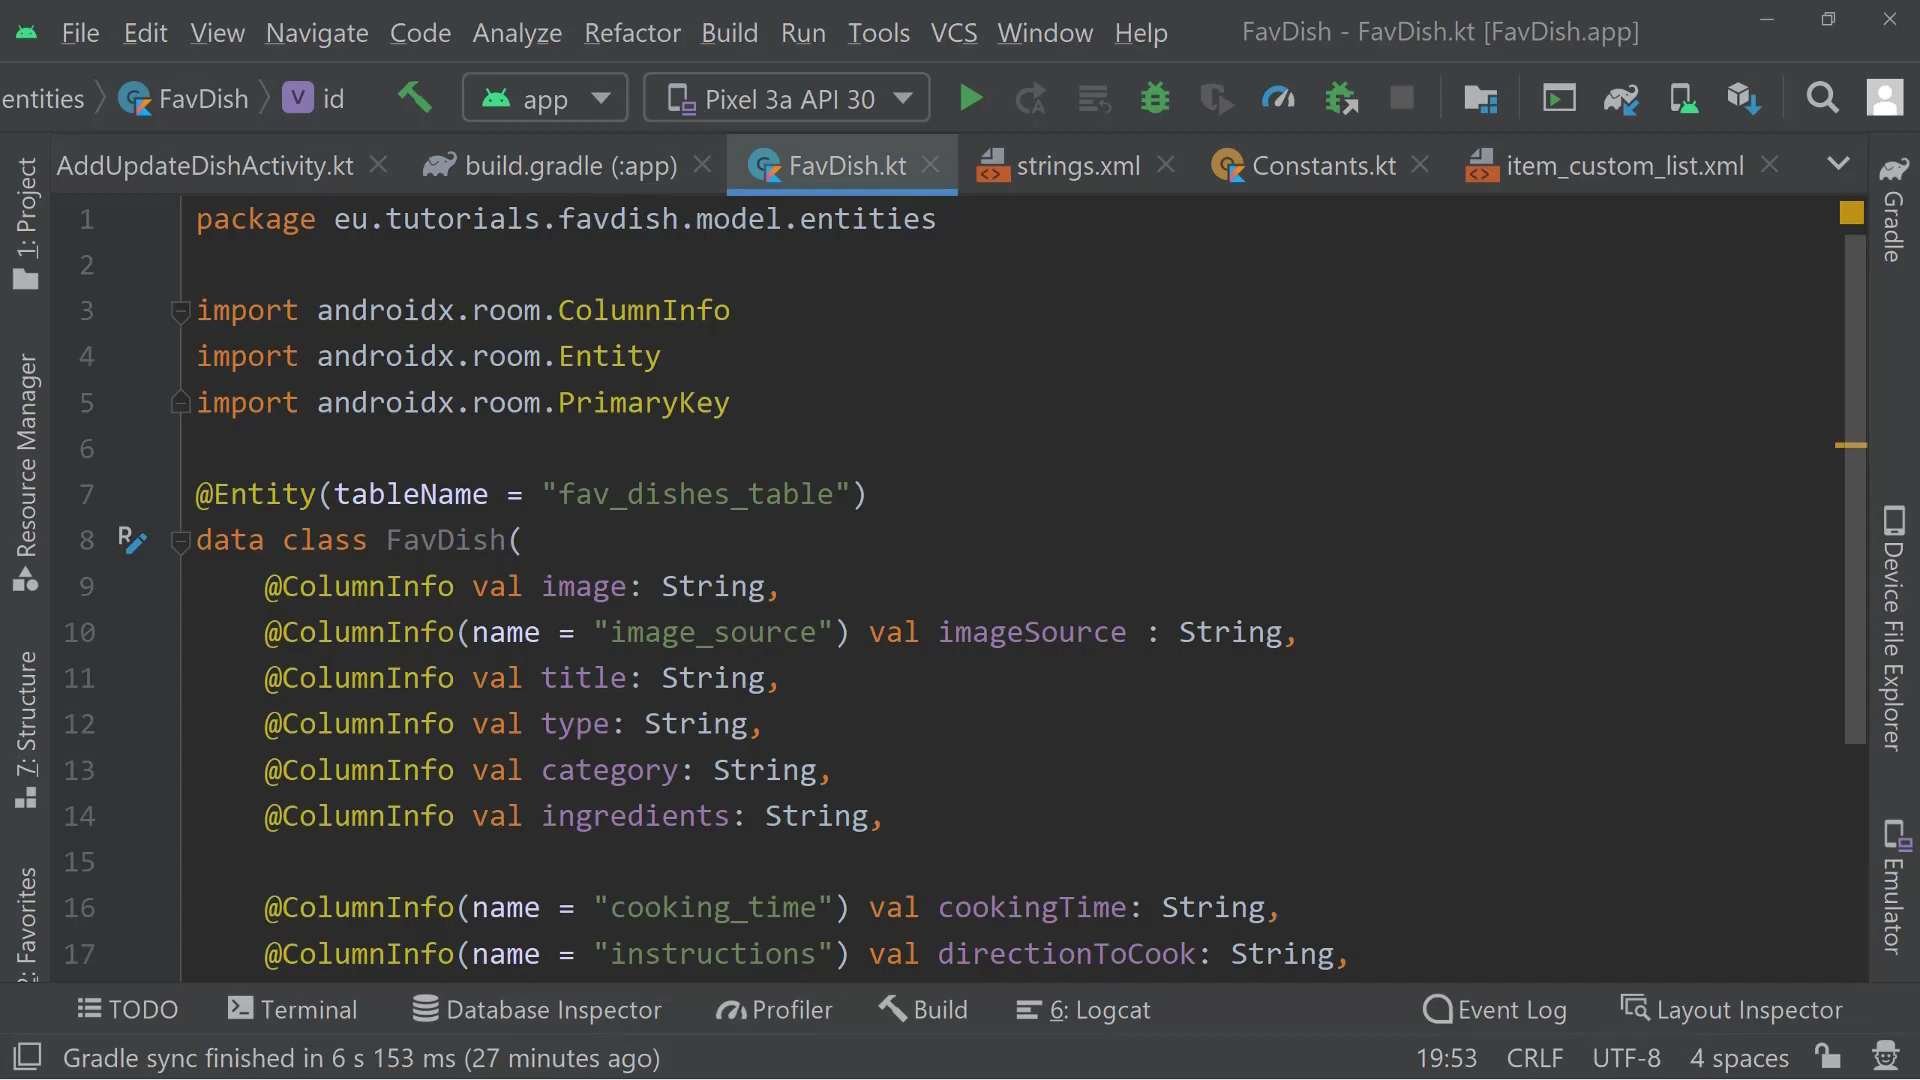 File Edit View Navigate Code Analyze Refactor Build Run Tools VCS Window Help FavDish - FavDish.kt [FavDish.app]
entities FavDish V id app Pixel 3a API 30
AddUpdateDishActivity.kt build.gradle (:app) FavDish.kt strings.xml Constants.kt item_custom_list.xml
1: Project
Resource Manager
7: Structure
2: Favorites
1 package eu.tutorials.favdish.model.entities
2
3 import androidx.room.ColumnInfo
4 import androidx.room.Entity
5 import androidx.room.PrimaryKey
6
7 @Entity(tableName = "fav_dishes_table")
8 data class FavDish(
9 @ColumnInfo val image: String,
10 @ColumnInfo(name = "image_source") val imageSource : String,
11 @ColumnInfo val title: String,
12 @ColumnInfo val type: String,
13 @ColumnInfo val category: String,
14 @ColumnInfo val ingredients: String,
15
16 @ColumnInfo(name = "cooking_time") val cookingTime: String,
17 @ColumnInfo(name = "instructions") val directionToCook: String,
Gradle
Device File Explorer
Emulator
TODO Terminal Database Inspector Profiler Build 6: Logcat Event Log Layout Inspector
Gradle sync finished in 6 s 153 ms (27 minutes ago) 19:53 CRLF UTF-8 4 spaces